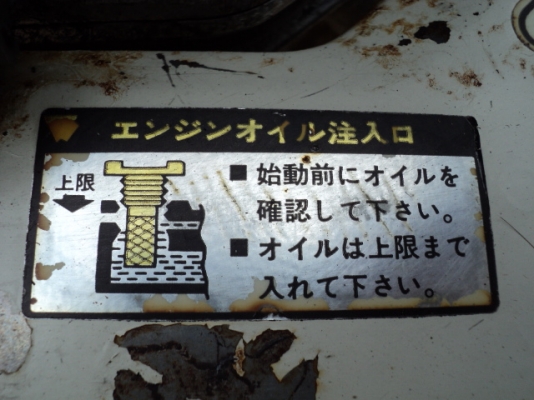 エンジンオイル注入口
上限
■ 始動前にオイルを
確認して下さい。
■ オイルは上限まで
入れて下さい。